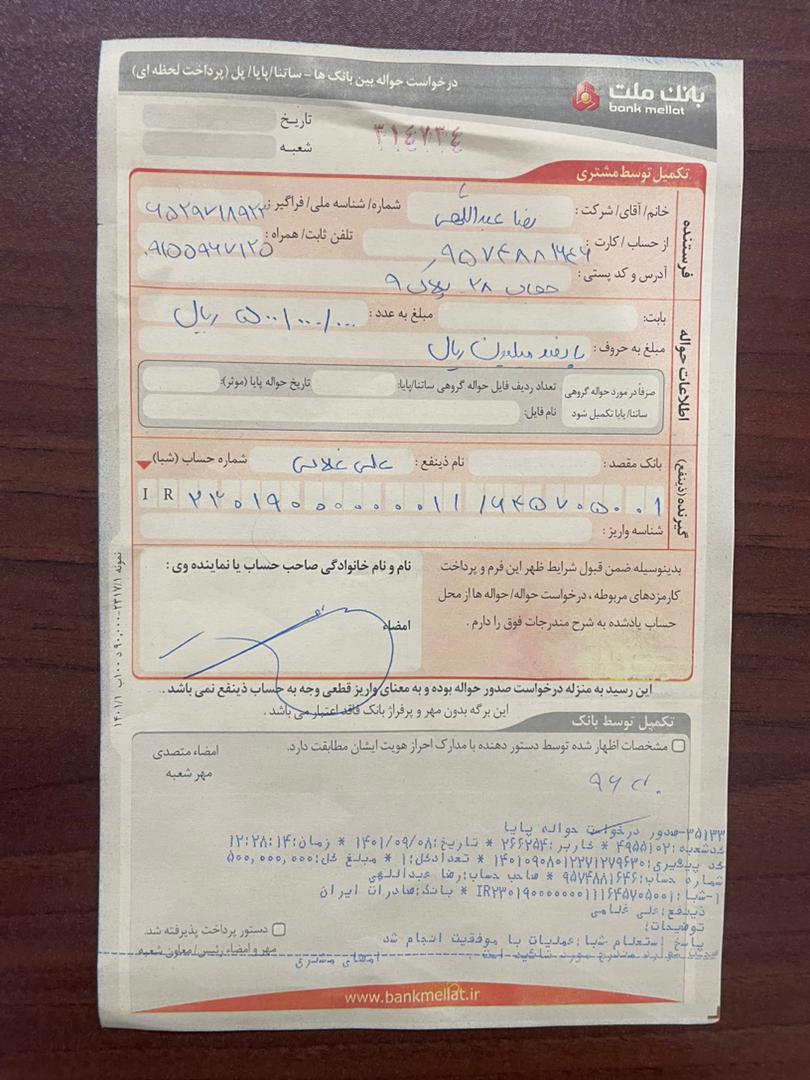 بانک ملت
bank mellat
درخواست حواله بین بانک ها - ساتنا/پایا/پل (پرداخت لحظه ای)
تاریخ
شعبه
۳۱۴۷۳۴
تکمیل توسط مشتری
فرستنده
خانم/آقای/شرکت: رضا عبداللهی شماره/شناسه ملی/فراگیر
از حساب/کارت: ۹۵۷۴۸۸۱۶۴۶ تلفن ثابت/همراه: ۰۹۱۵۵۹۶۷۱۲۵
آدرس و کد پستی: ۲۸ پلاک ۹
اطلاعات حواله
بابت: مبلغ به عدد: ۵۰۰/۰۰۰/۰۰۰ ریال
مبلغ به حروف: پانصد میلیون ریال
صرفاً در مورد حواله گروهی ساتنا/پایا تکمیل شود
تعداد ردیف فایل حواله گروهی ساتنا/پایا: تاریخ حواله پایا (موثر):
نام فایل:
گیرنده (ذینفع)
بانک مقصد: نام ذینفع: علی غلامی شماره حساب (شبا)
IR ۲۳۰۱۹۰۰۰۰۰۰۰۱۱۱۶۴۵۷۰۵۰۰۱
شناسه واریز:
بدینوسیله ضمن قبول شرایط ظهر این فرم و پرداخت
کارمزدهای مربوطه، درخواست حواله/حواله ها از محل
حساب یادشده به شرح مندرجات فوق را دارم.
نام و نام خانوادگی صاحب حساب یا نماینده وی:
امضاء
این رسید به منزله درخواست صدور حواله بوده و به معنای واریز قطعی وجه به حساب ذینفع نمی باشد.
این برگه بدون مهر و پرفراژ بانک فاقد اعتبار می باشد.
تکمیل توسط بانک
مشخصات اظهار شده توسط دستور دهنده با مدارک احراز هویت ایشان مطابقت دارد.
امضاء متصدی
مهر شعبه
۳۵۱۳۳-صدور درخواست حواله پایا
کدشعبه:۴۹۵۵۱۰۲ * کاربر:۲۶۶۲۵۴ * تاریخ:۱۴۰۱/۰۹/۰۸ * زمان:۱۲:۲۸:۱۴
کد پیگیری:۱۴۰۱۰۹۰۸۰۱۲۲۷۱۲۷۹۶۳۰ * تعدادکل:۱ * مبلغ کل:۵۰۰,۰۰۰,۰۰۰
شماره حساب:۹۵۷۴۸۸۱۶۴۶ * صاحب حساب:رضا عبداللهی
۱-شبا:IR۲۳۰۱۹۰۰۰۰۰۰۰۱۱۱۶۴۵۷۰۵۰۰۱ * بانک:صادرات ایران
ذینفع:علی غلامی
توضیحات:
پاسخ استعلام شبا:عملیات با موفقیت انجام شد
امضای مشتری
دستور پرداخت پذیرفته شد.
مهر و امضاء رئیس/معاون شعبه
www.bankmellat.ir